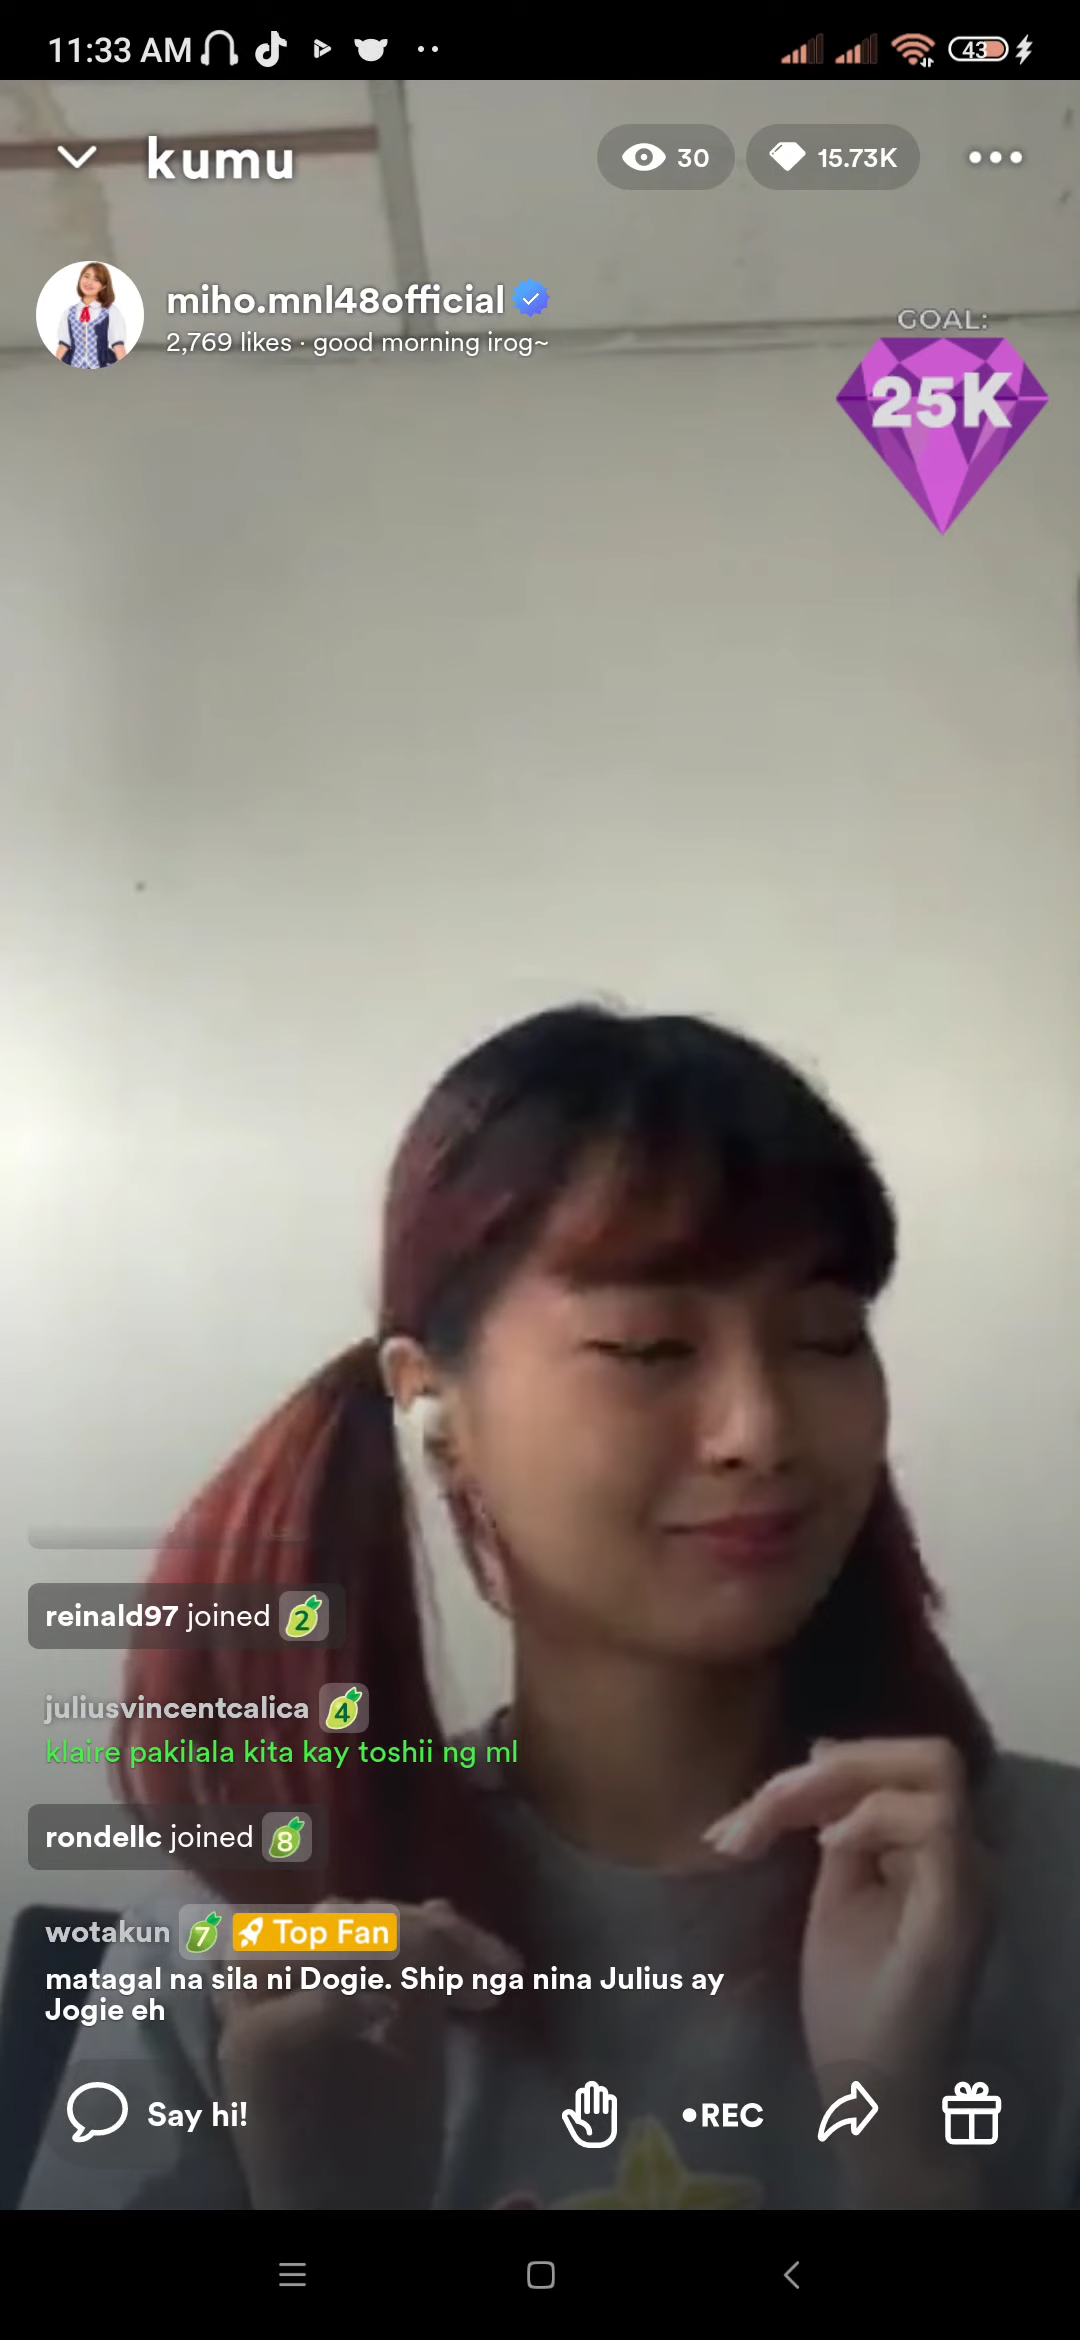 11:33 AM
43
kumu
30
15.73K
miho.mnl48official
2,769 likes · good morning irog~
GOAL:
25K
reinald97 joined 2
juliusvincentcalica 4
klaire pakilala kita kay toshii ng ml
rondellc joined 8
wotakun 7 Top Fan
matagal na sila ni Dogie. Ship nga nina Julius ay
Jogie eh
Say hi!
•REC